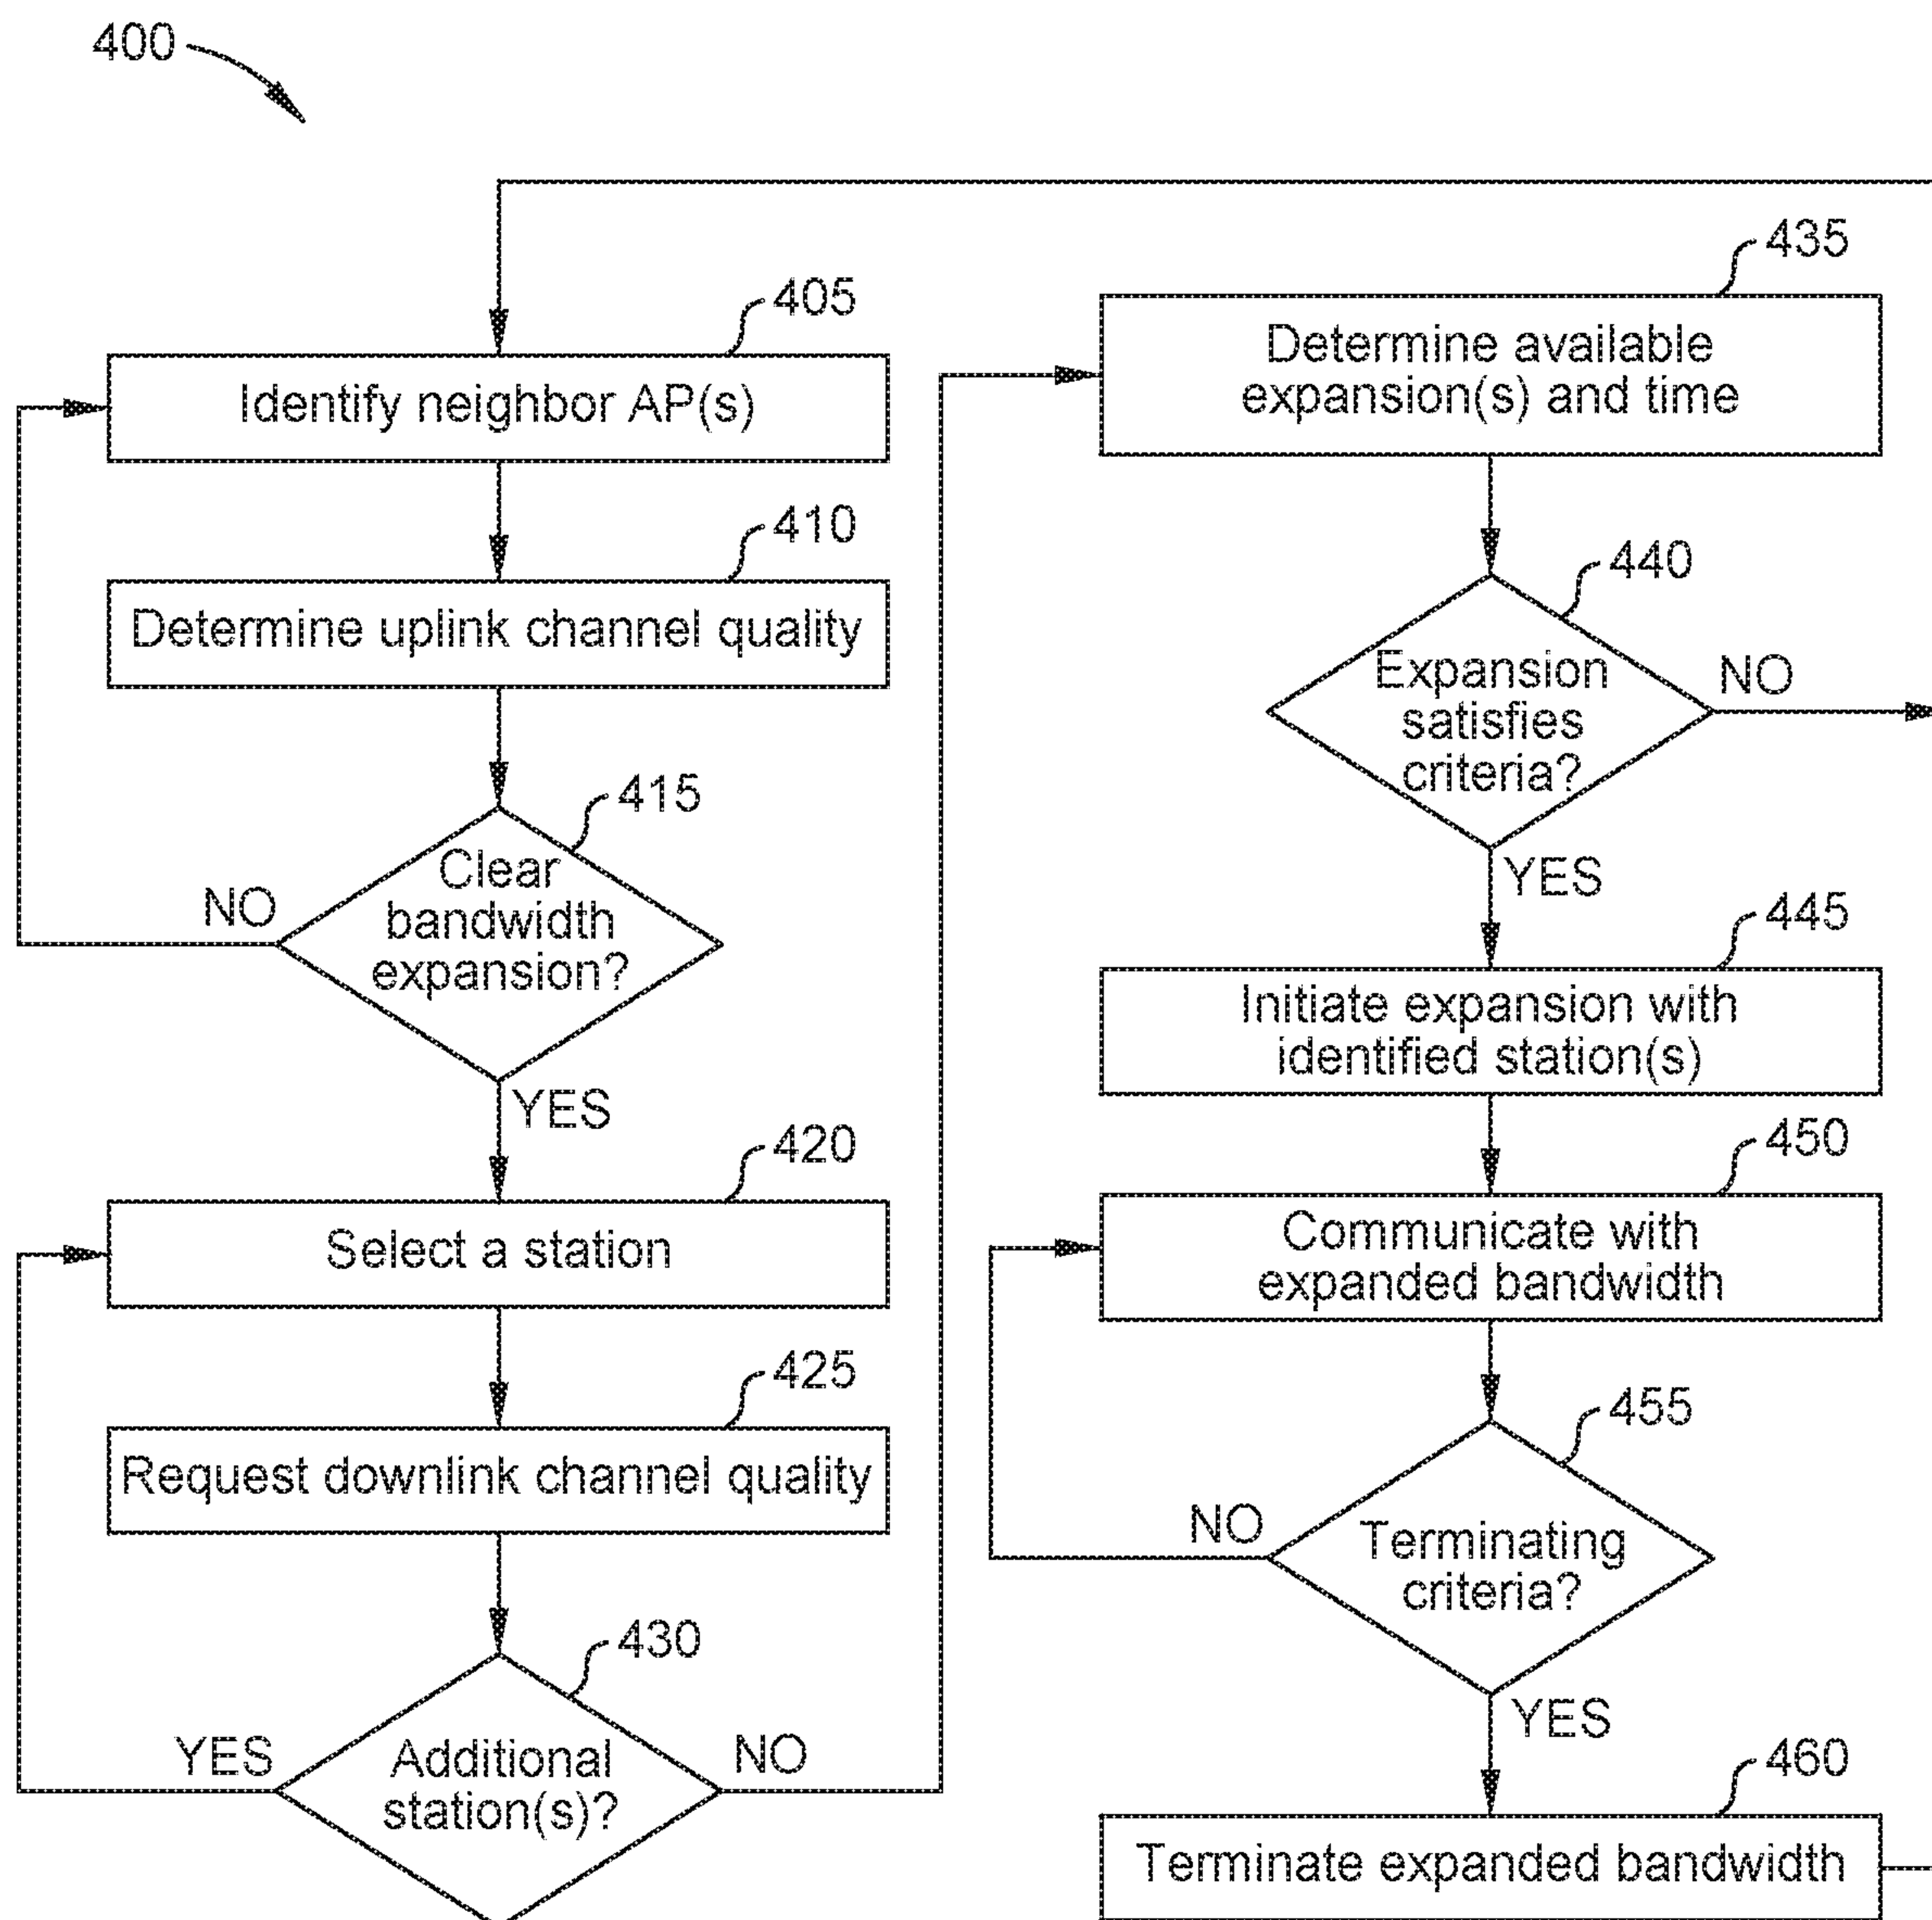 400
405
Identify neighbor AP(s)
410
Determine uplink channel quality
415
Clear
bandwidth
expansion?
NO
YES
420
Select a station
425
Request downlink channel quality
430
Additional
station(s)?
YES
NO
435
Determine available
expansion(s) and time
440
Expansion
satisfies
criteria?
NO
YES
445
Initiate expansion with
identified station(s)
450
Communicate with
expanded bandwidth
455
Terminating
criteria?
NO
YES
460
Terminate expanded bandwidth